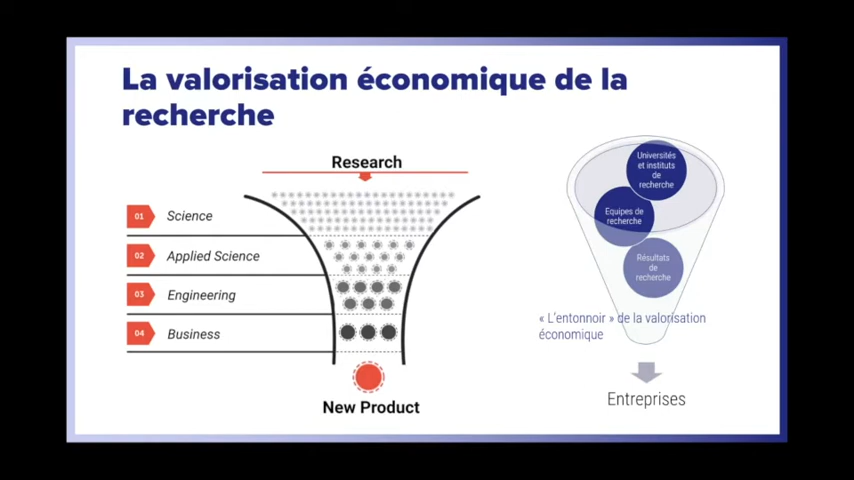 La valorisation économique de la
recherche
Research
01 Science
02 Applied Science
03 Engineering
04 Business
New Product
Universités
et instituts
de
recherche
Equipes de
recherche
Résultats
de
recherche
« L’entonnoir » de la valorisation
économique
Entreprises